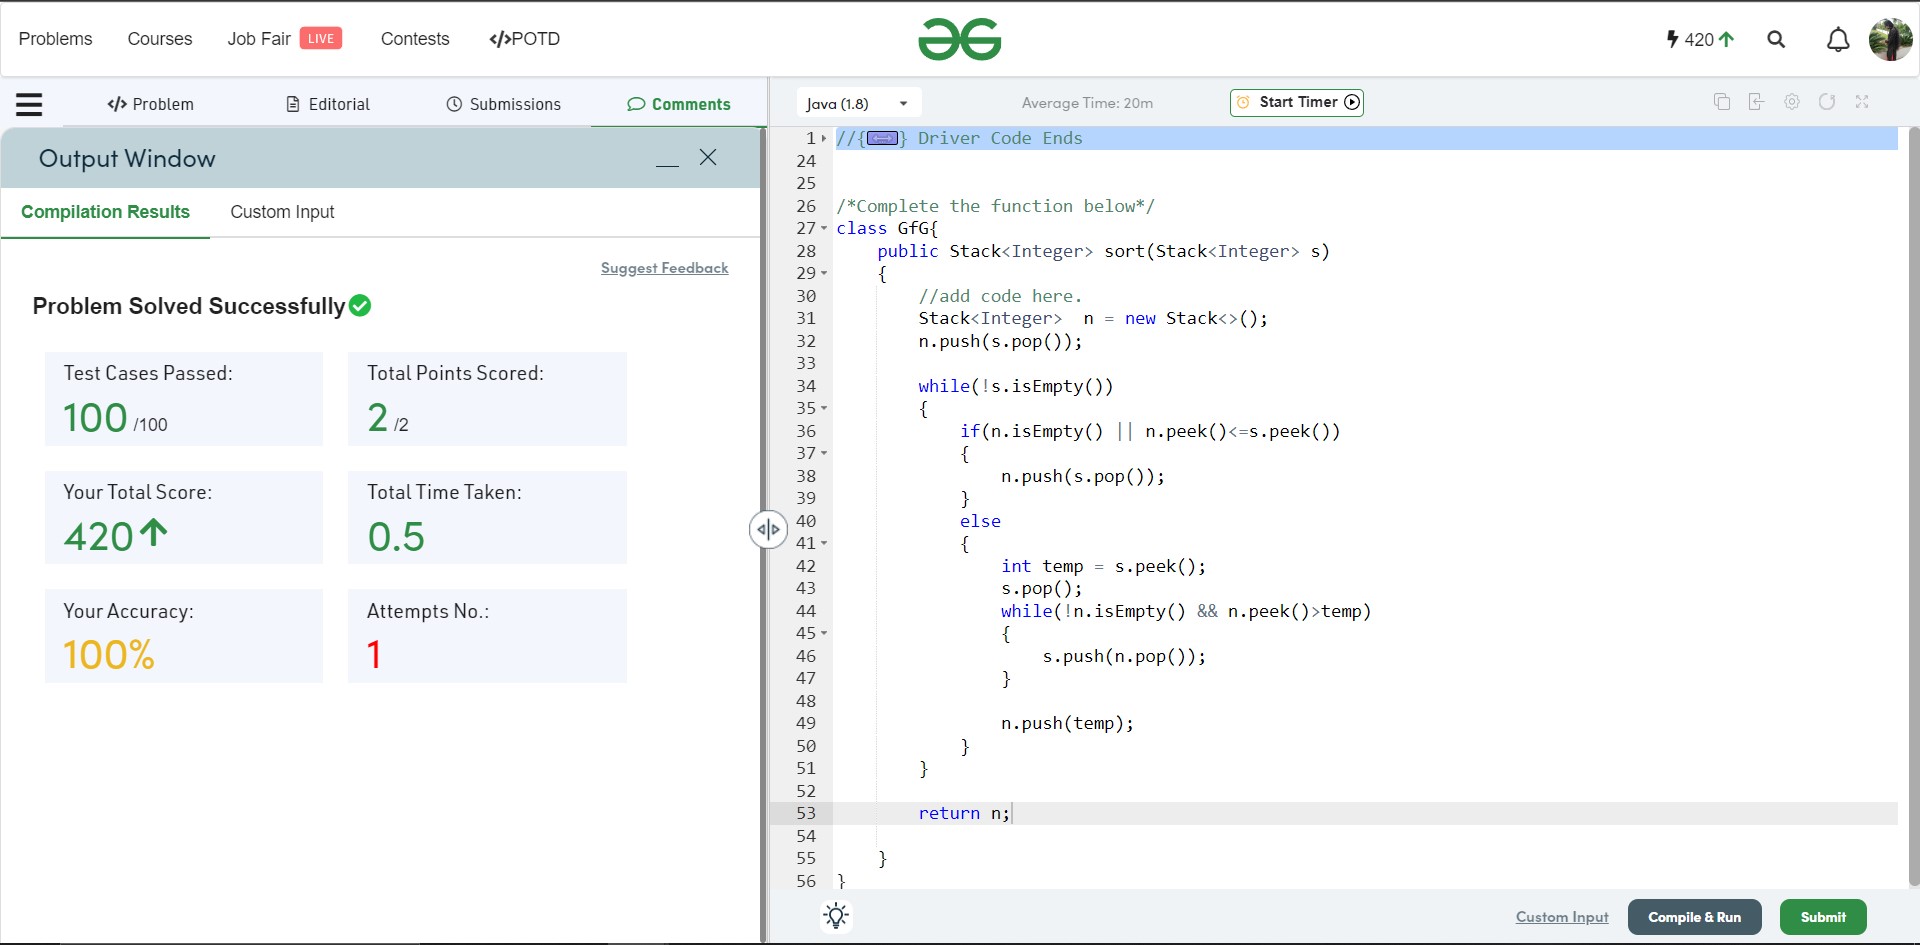 Problems Courses Job Fair LIVE Contests </>POTD 420
</> Problem Editorial Submissions Comments
Output Window
Compilation Results Custom Input
Suggest Feedback
Problem Solved Successfully
Test Cases Passed: Total Points Scored:
100 /100 2 /2
Your Total Score: Total Time Taken:
420 0.5
Your Accuracy: Attempts No.:
100% 1
Java (1.8) Average Time: 20m Start Timer
1 //{ } Driver Code Ends
24
25
26 /*Complete the function below*/
27 class GfG{
28 public Stack<Integer> sort(Stack<Integer> s)
29 {
30 //add code here.
31 Stack<Integer>  n = new Stack<>();
32 n.push(s.pop());
33
34 while(!s.isEmpty())
35 {
36 if(n.isEmpty() || n.peek()<=s.peek())
37 {
38 n.push(s.pop());
39 }
40 else
41 {
42 int temp = s.peek();
43 s.pop();
44 while(!n.isEmpty() && n.peek()>temp)
45 {
46 s.push(n.pop());
47 }
48
49 n.push(temp);
50 }
51 }
52
53 return n;
54
55 }
56 }
Custom Input Compile & Run Submit